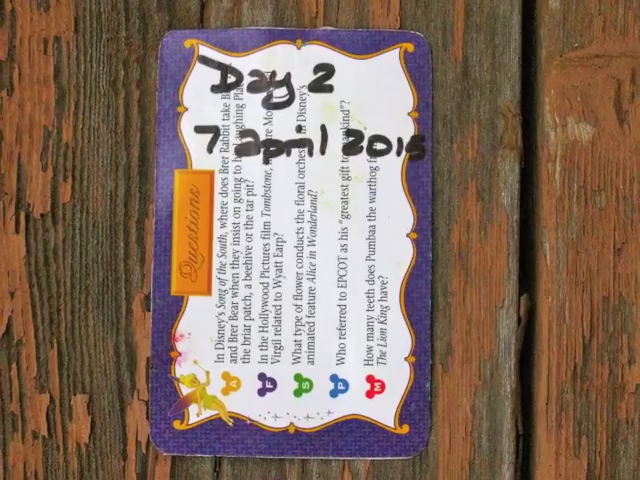 Day 2
7 april 2015
Questions
A In Disney's Song of the South, where does Brer Rabbit take
and Brer Bear when they insist on going to his Laughing
the briar patch, a beehive or the tar pit?
F In the Hollywood Pictures film Tombstone,
Virgil related to Wyatt Earp?
S What type of flower conducts the floral in Disney's
animated feature Alice in Wonderland?
P Who referred to EPCOT as his "greatest gift to mankind"?
M How many teeth does Pumbaa the warthog
The Lion King have?